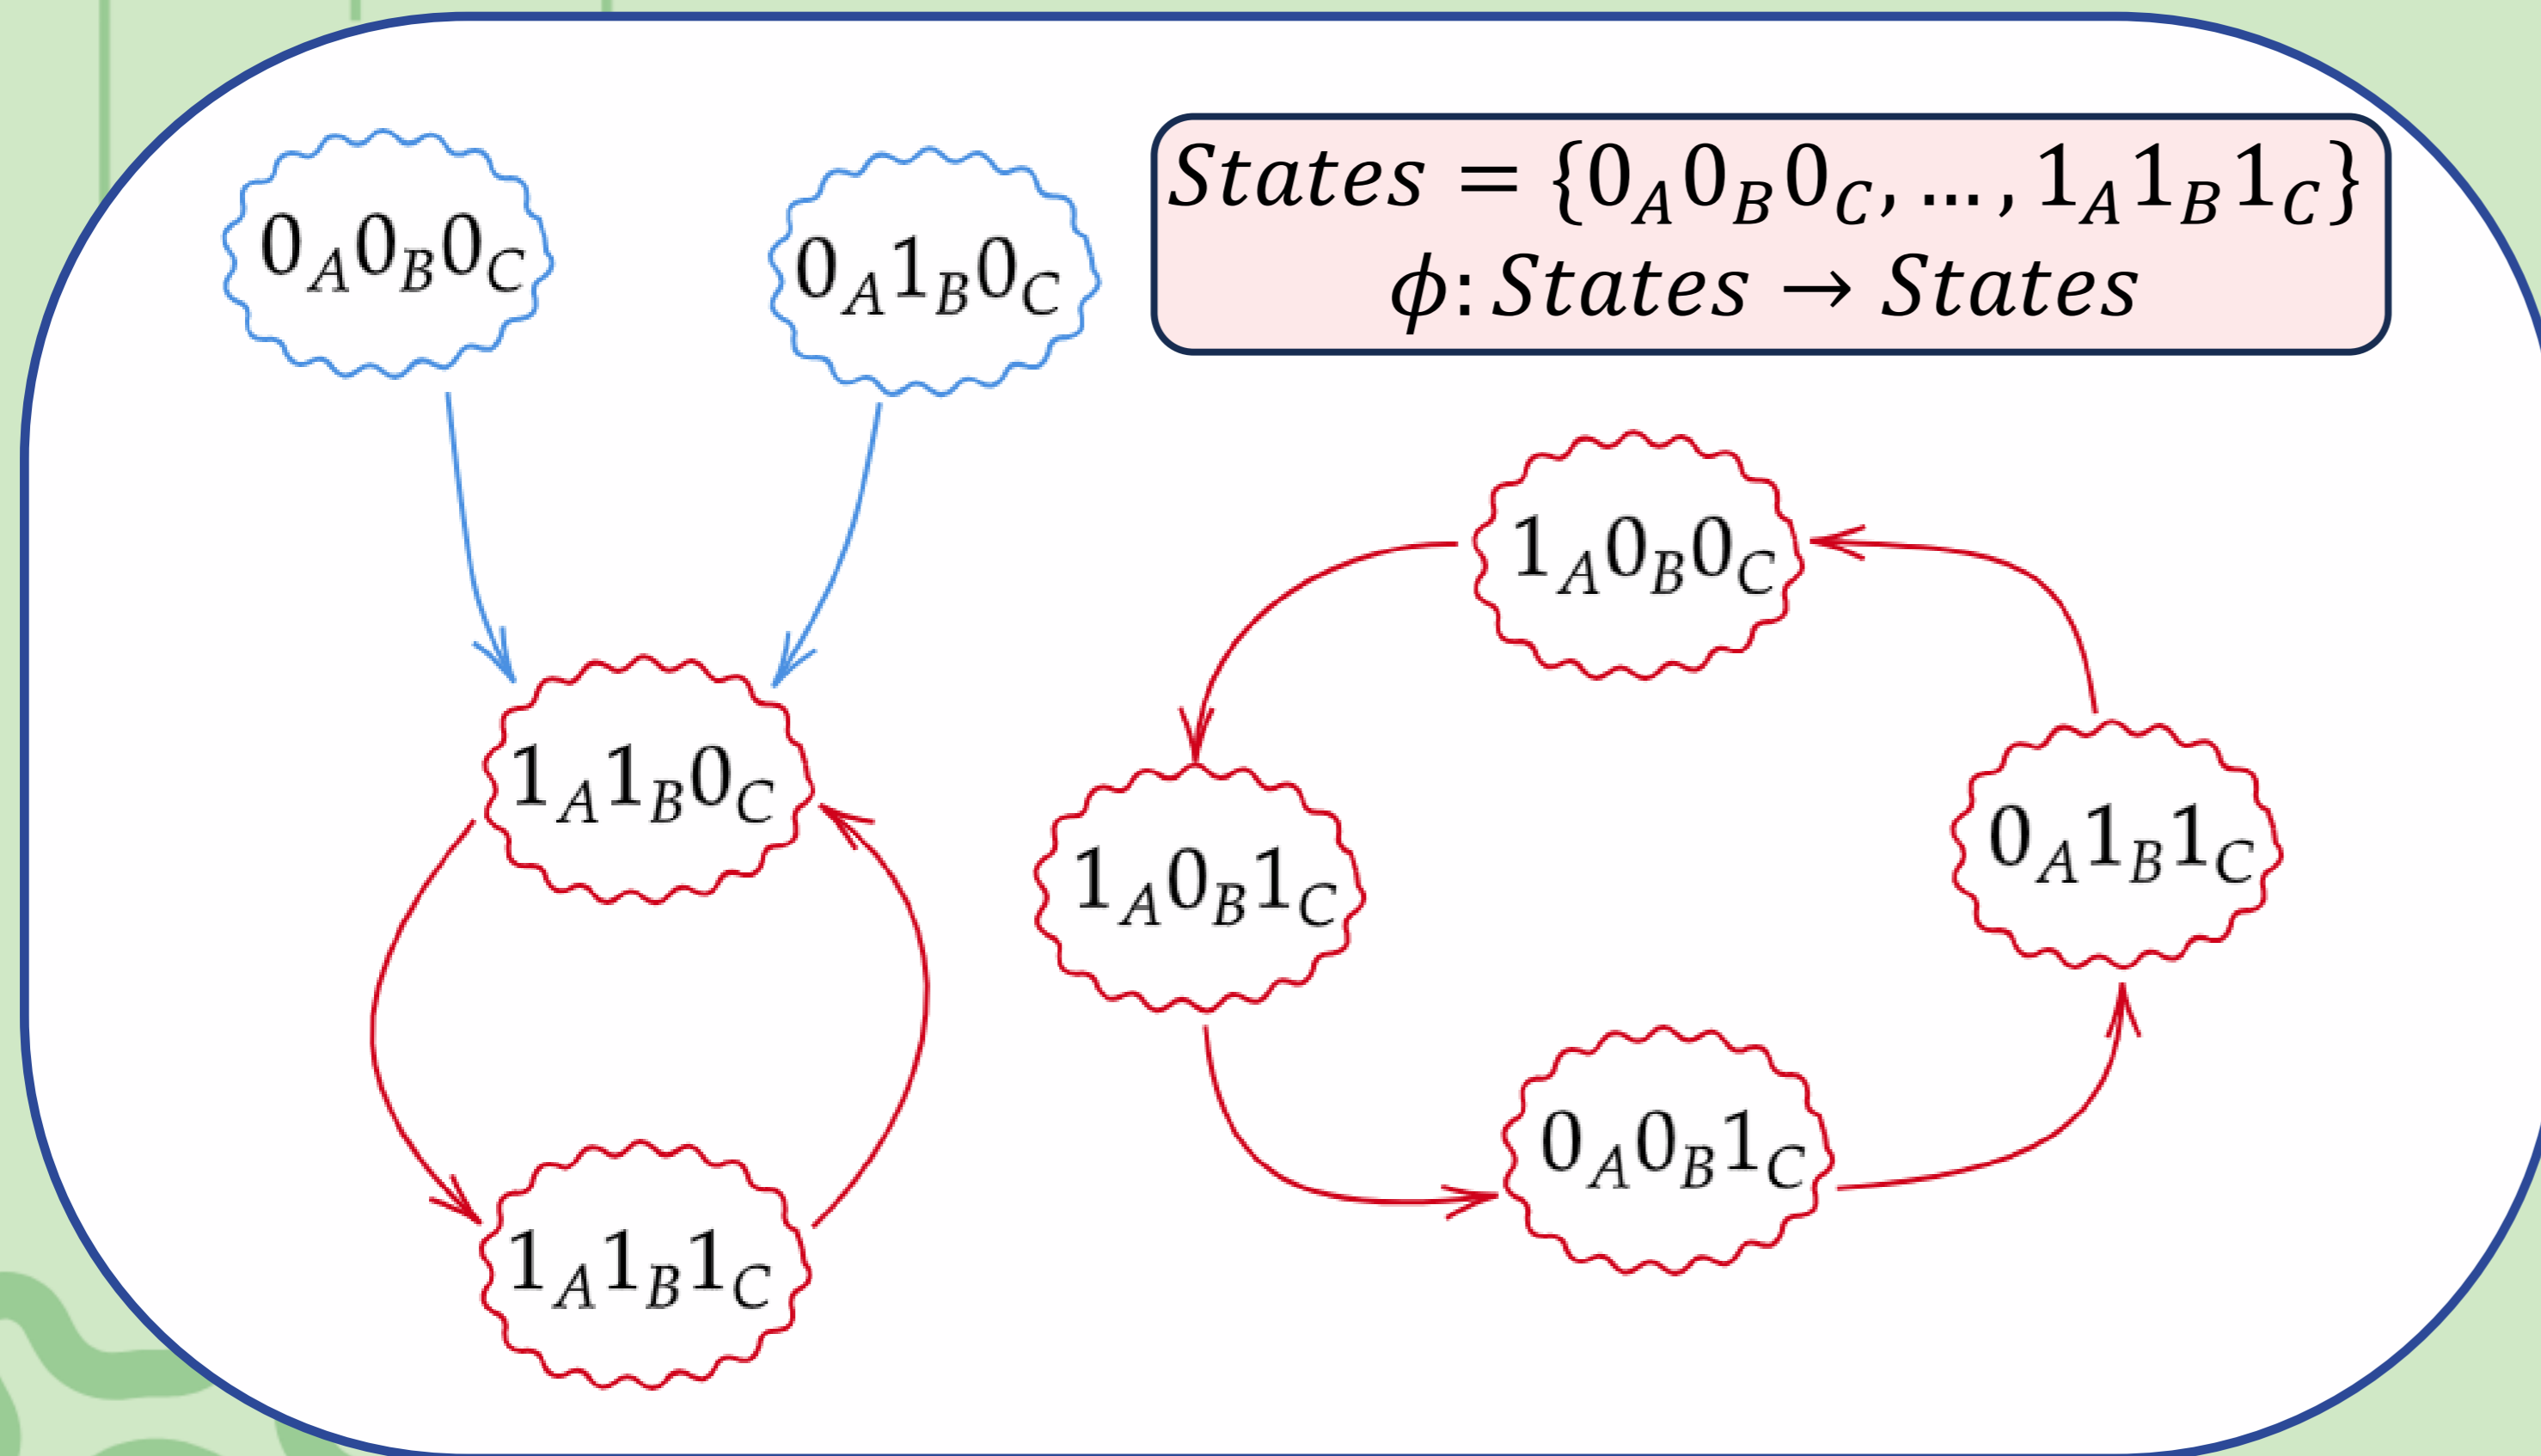 States = {0_A0_B0_C, ... , 1_A1_B1_C}
ϕ: States → States
0_A0_B0_C
0_A1_B0_C
1_A0_B0_C
1_A1_B0_C
1_A0_B1_C
0_A1_B1_C
0_A0_B1_C
1_A1_B1_C